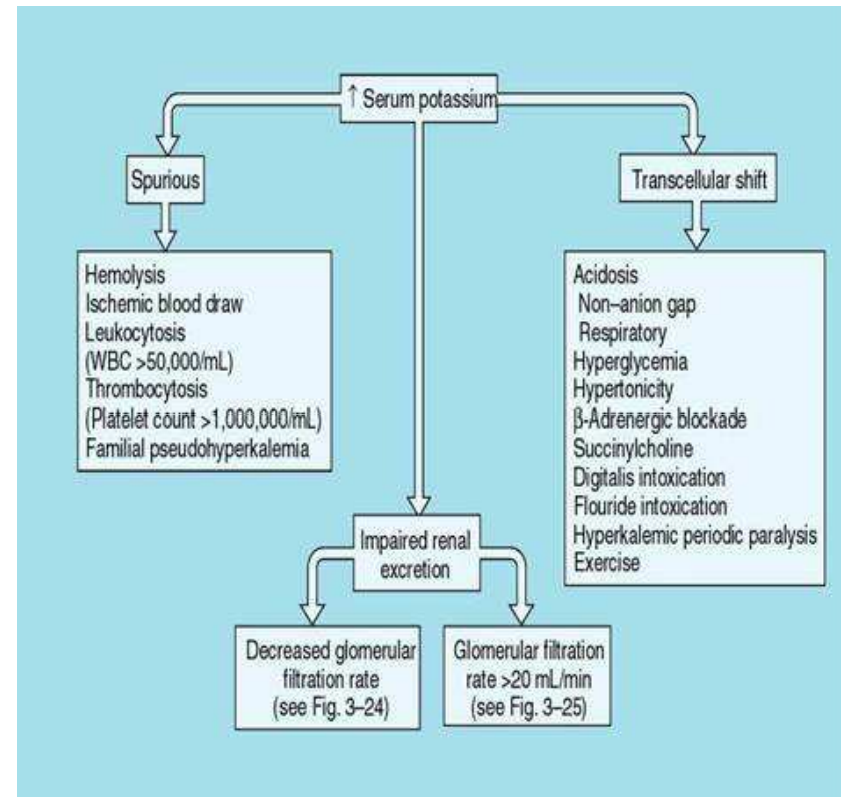 ↑ Serum potassium
Spurious
Transcellular shift
Hemolysis
Ischemic blood draw
Leukocytosis
(WBC >50,000/mL)
Thrombocytosis
(Platelet count >1,000,000/mL)
Familial pseudohyperkalemia
Acidosis
Non–anion gap
Respiratory
Hyperglycemia
Hypertonicity
β-Adrenergic blockade
Succinylcholine
Digitalis intoxication
Flouride intoxication
Hyperkalemic periodic paralysis
Exercise
Impaired renal
excretion
Decreased glomerular
filtration rate
(see Fig. 3–24)
Glomerular filtration
rate >20 mL/min
(see Fig. 3–25)